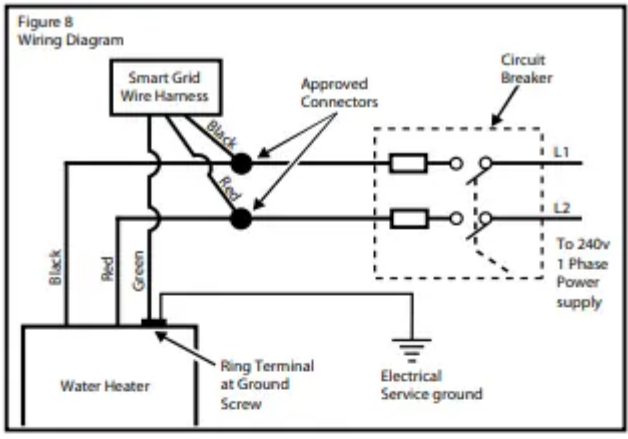 Figure 8
Wiring Diagram
Smart Grid
Wire Harness
Approved
Connectors
Circuit
Breaker
Black
Red
L1
L2
To 240v
1 Phase
Power
supply
Black
Red
Green
Water Heater
Ring Terminal
at Ground
Screw
Electrical
Service ground